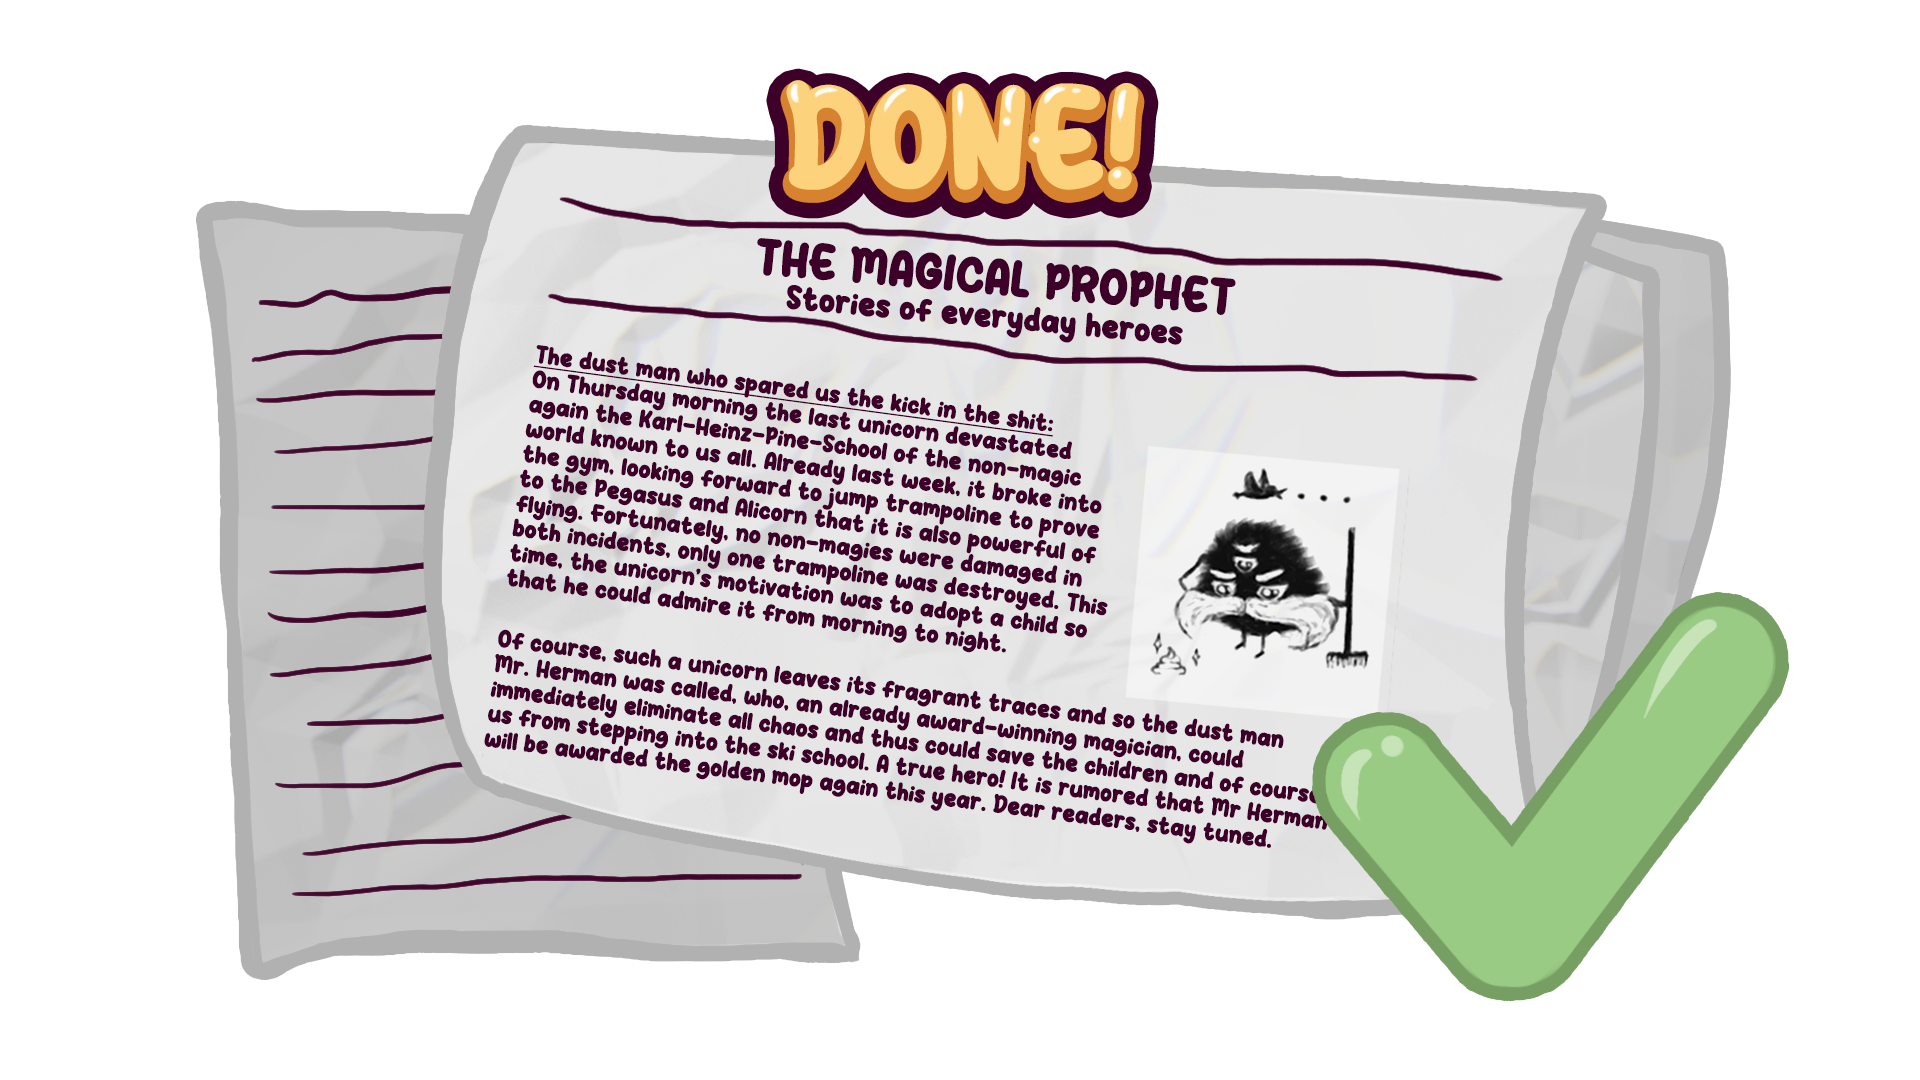 DONE!
THE MAGICAL PROPHET
Stories of everyday heroes
The dust man who spared us the kick in the shit:
On Thursday morning the last unicorn devastated
again the Karl-Heinz-Pine-School of the non-magic
world known to us all. Already last week, it broke into
the gym, looking forward to jump trampoline to prove
to the Pegasus and Alicorn that it is also powerful of
flying. Fortunately, no non-magies were damaged in
both incidents, only one trampoline was destroyed. This
time, the unicorn's motivation was to adopt a child so
that he could admire it from morning to night.
Of course, such a unicorn leaves its fragrant traces and so the dust man
Mr. Herman was called, who, an already award-winning magician, could
immediately eliminate all chaos and thus could save the children and of course
us from stepping into the ski school. A true hero! It is rumored that Mr Herman
will be awarded the golden mop again this year. Dear readers, stay tuned.